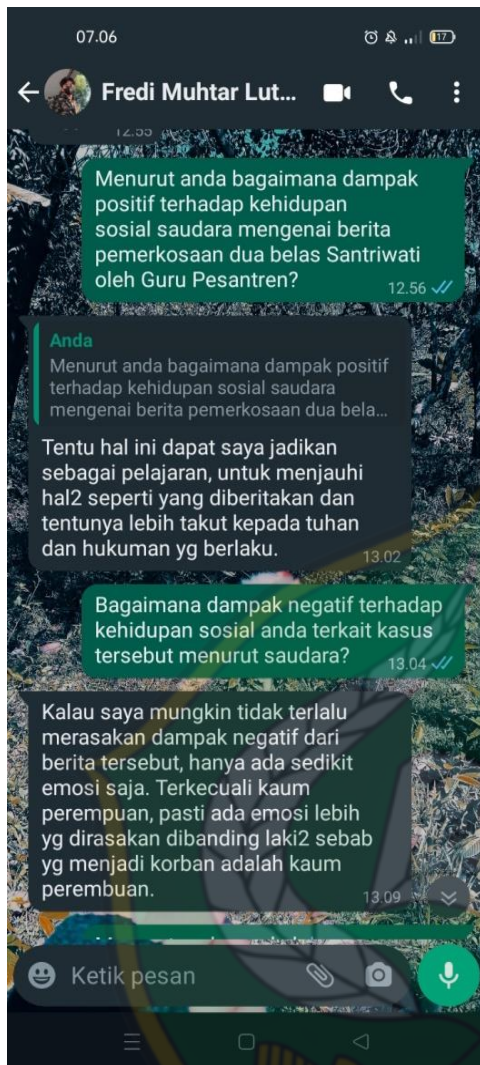 07.06
17
Fredi Muhtar Lut...
12.55
Menurut anda bagaimana dampak
positif terhadap kehidupan
sosial saudara mengenai berita
pemerkosaan dua belas Santriwati
oleh Guru Pesantren?
12.56
Anda
Menurut anda bagaimana dampak positif
terhadap kehidupan sosial saudara
mengenai berita pemerkosaan dua bela...
Tentu hal ini dapat saya jadikan
sebagai pelajaran, untuk menjauhi
hal2 seperti yang diberitakan dan
tentunya lebih takut kepada tuhan
dan hukuman yg berlaku.
13.02
Bagaimana dampak negatif terhadap
kehidupan sosial anda terkait kasus
tersebut menurut saudara?
13.04
Kalau saya mungkin tidak terlalu
merasakan dampak negatif dari
berita tersebut, hanya ada sedikit
emosi saja. Terkecuali kaum
perempuan, pasti ada emosi lebih
yg dirasakan dibanding laki2 sebab
yg menjadi korban adalah kaum
perembuan.
13.09
Ketik pesan